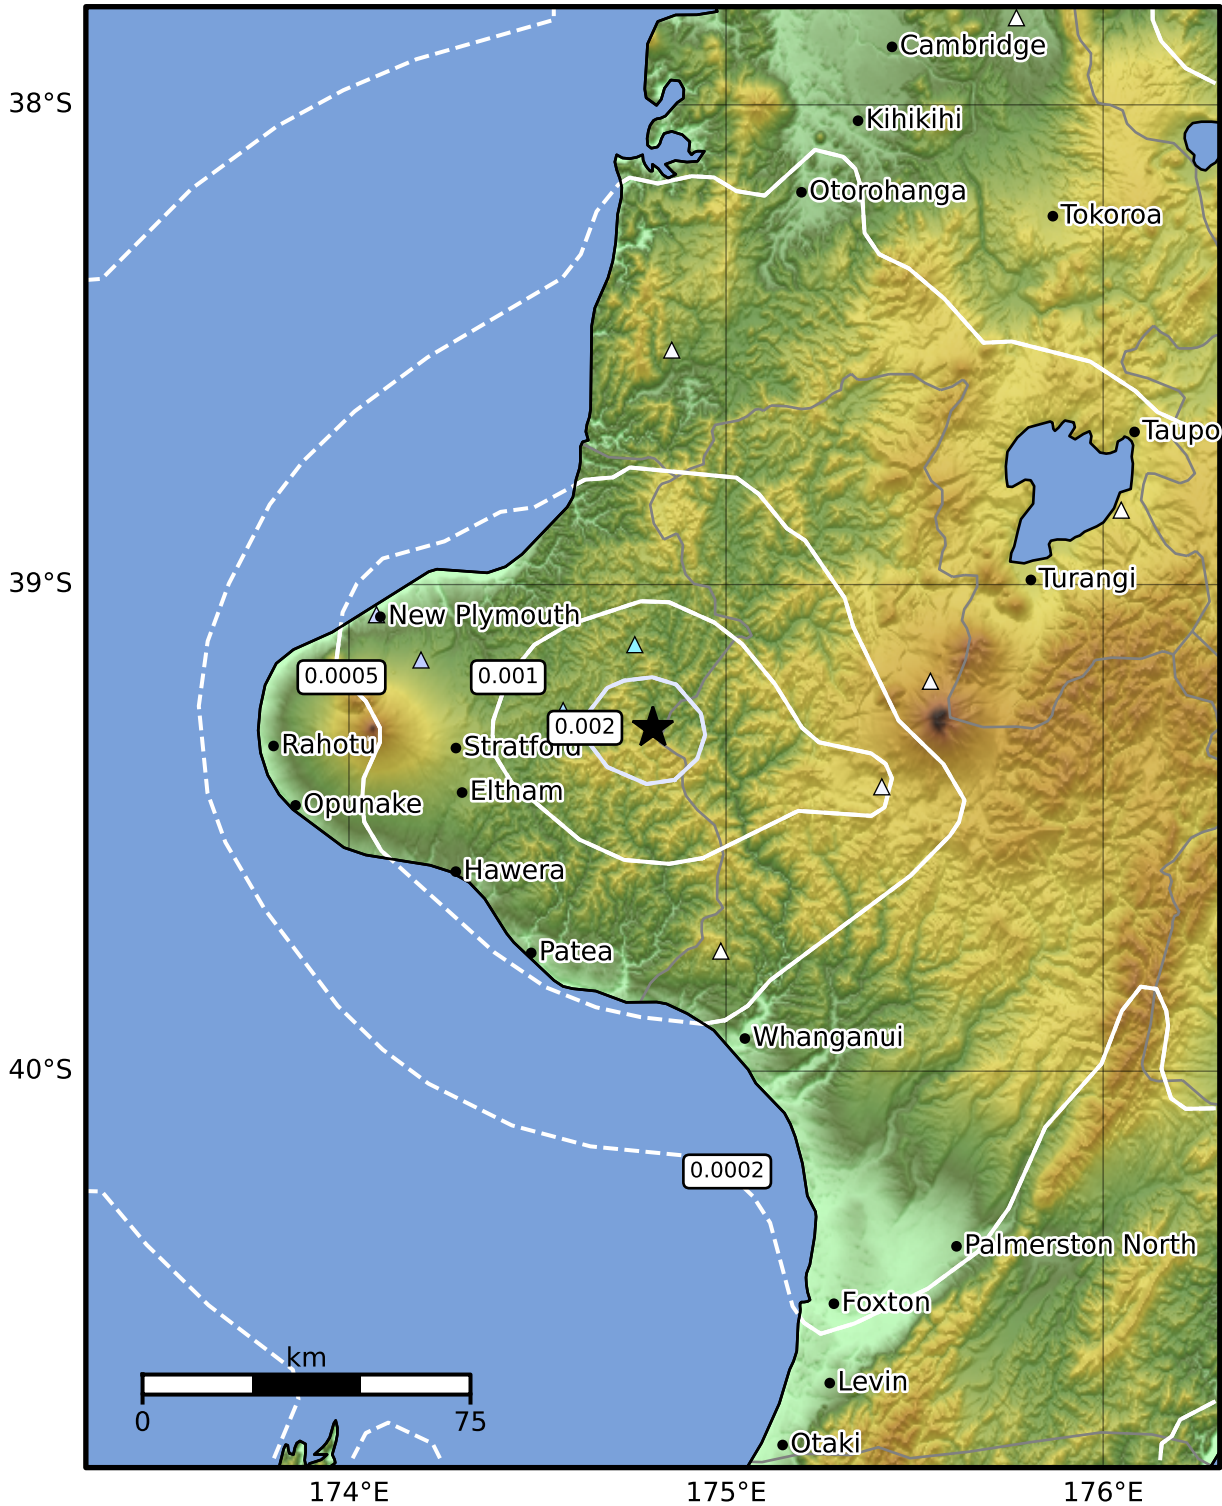 Cambridge
38°S
Kihikihi
Otorohanga
Tokoroa
Taupo
39°S
Turangi
New Plymouth
0.0005
0.001
0.002
Rahotu
Stratford
Eltham
Opunake
Hawera
Patea
Whanganui
40°S
0.0002
Palmerston North
Foxton
km
Levin
0
75
Otaki
174°E
175°E
176°E